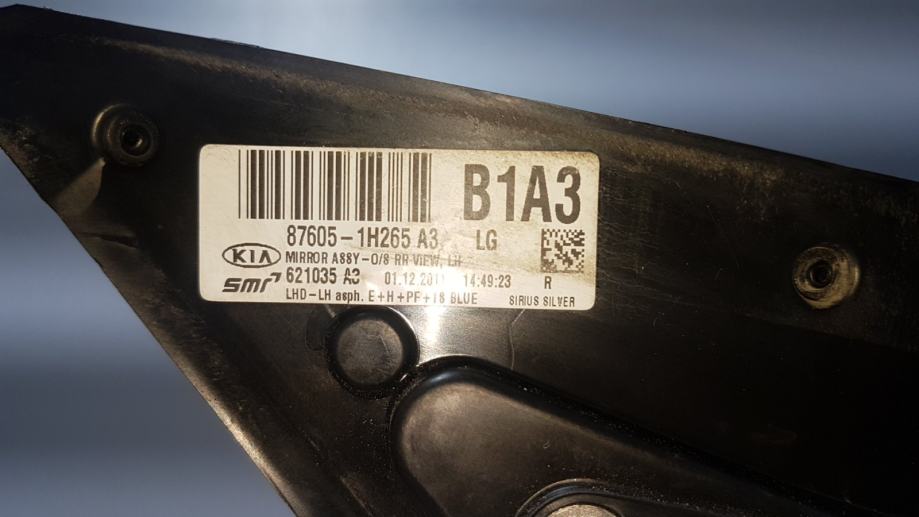 B1A3
87605-1H265 A3 LG
KIA MIRROR ASSY-O/S RR VIEW, LH
smr 621035 A3 01.12.2011 14:49:23 R
LHD-LH asph. E+H+PF+TS BLUE SIRIUS SILVER